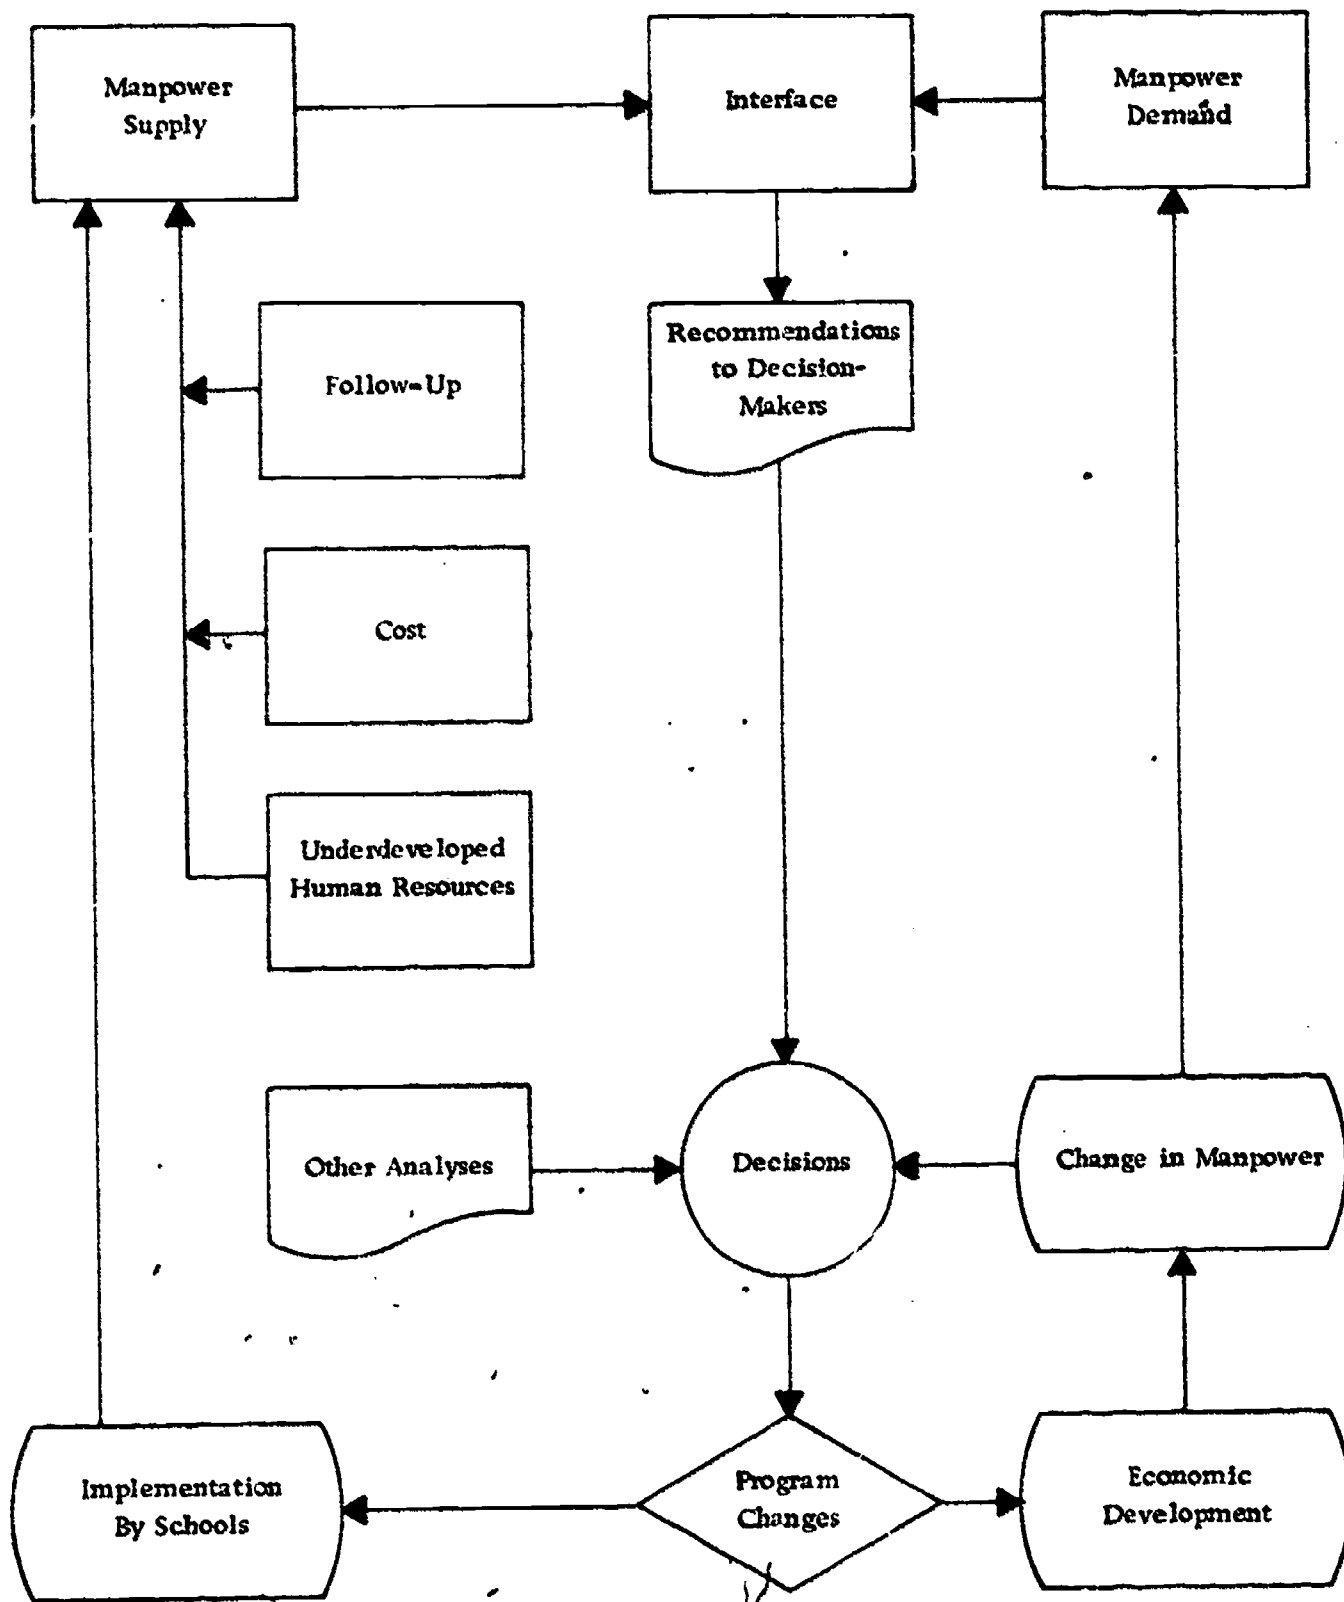 Manpower
Supply
Interface
Manpower
Demand
Recommendations
to Decision-
Makers
Follow-Up
Cost
Underdeveloped
Human Resources
Other Analyses
Decisions
Change in Manpower
Implementation
By Schools
Program
Changes
Economic
Development